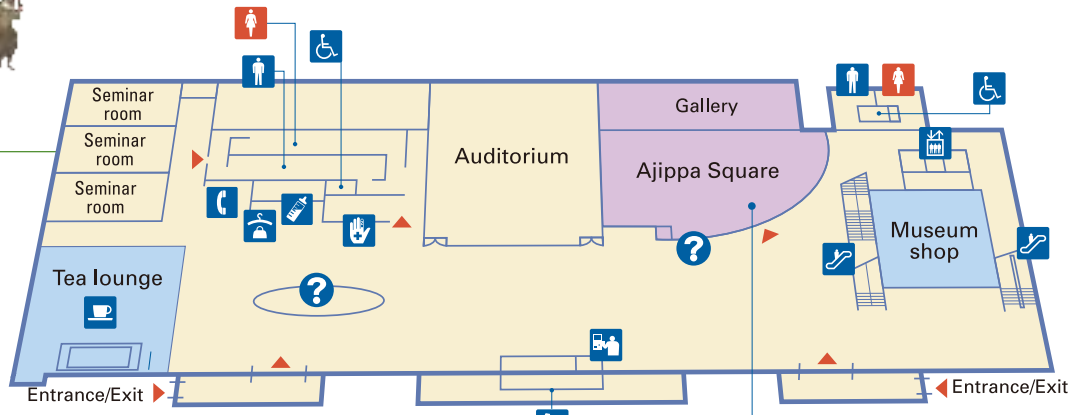 Seminar
room
Seminar
room
Seminar
room
Auditorium
Gallery
Ajippa Square
Museum
shop
Tea lounge
?
?
Entrance/Exit
Entrance/Exit